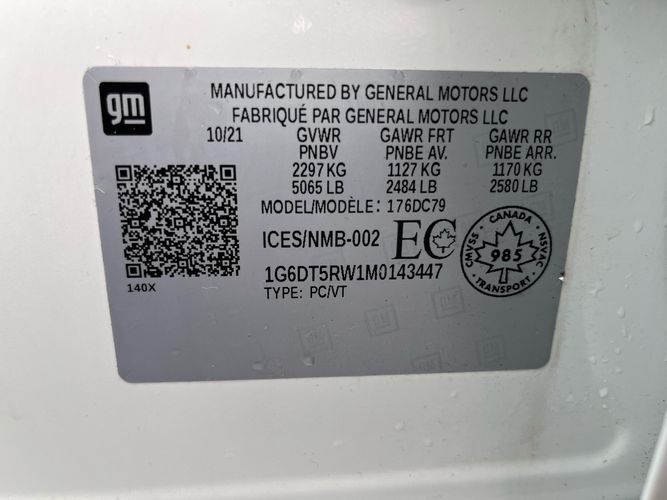 gm
MANUFACTURED BY GENERAL MOTORS LLC
FABRIQUÉ PAR GENERAL MOTORS LLC
10/21 GVWR GAWR FRT GAWR RR
PNBV PNBE AV. PNBE ARR.
2297 KG 1127 KG 1170 KG
5065 LB 2484 LB 2580 LB
MODEL/MODÈLE: 176DC79
ICES/NMB-002 EC
CANADA
CMVSS 985 NSVAC
TRANSPORT
1G6DT5RW1M0143447
140X
TYPE: PC/VT